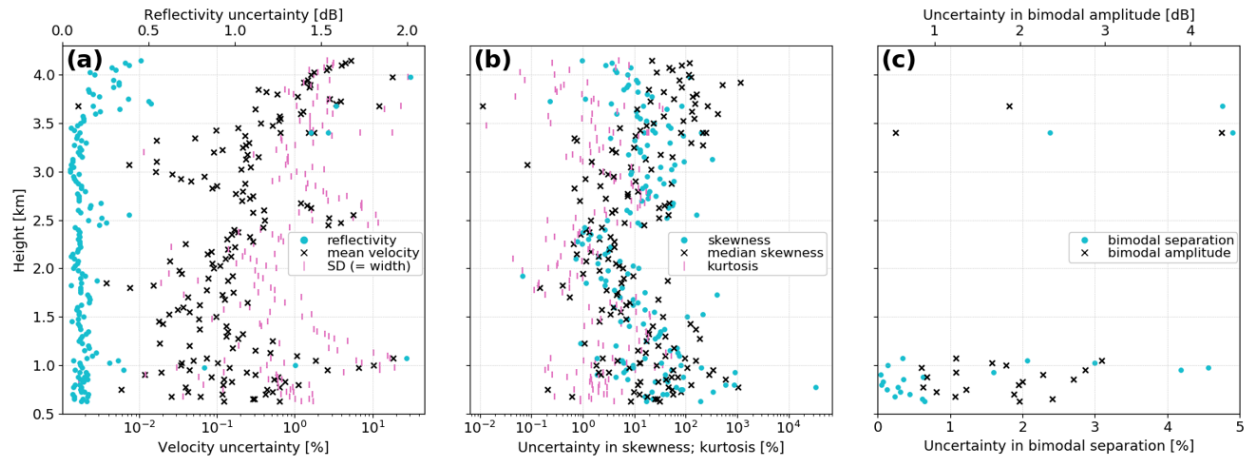 Reflectivity uncertainty [dB]
0.0 0.5 1.0 1.5 2.0
Uncertainty in bimodal amplitude [dB]
1 2 3 4
(a) (b) (c)
4.0
3.5
3.0
2.5
2.0
1.5
1.0
0.5
Height [km]
reflectivity
mean velocity
SD (= width)
skewness
median skewness
kurtosis
bimodal separation
bimodal amplitude
10⁻² 10⁻¹ 10⁰ 10¹
Velocity uncertainty [%]
10⁻² 10⁻¹ 10⁰ 10¹ 10² 10³ 10⁴
Uncertainty in skewness; kurtosis [%]
0 1 2 3 4 5
Uncertainty in bimodal separation [%]